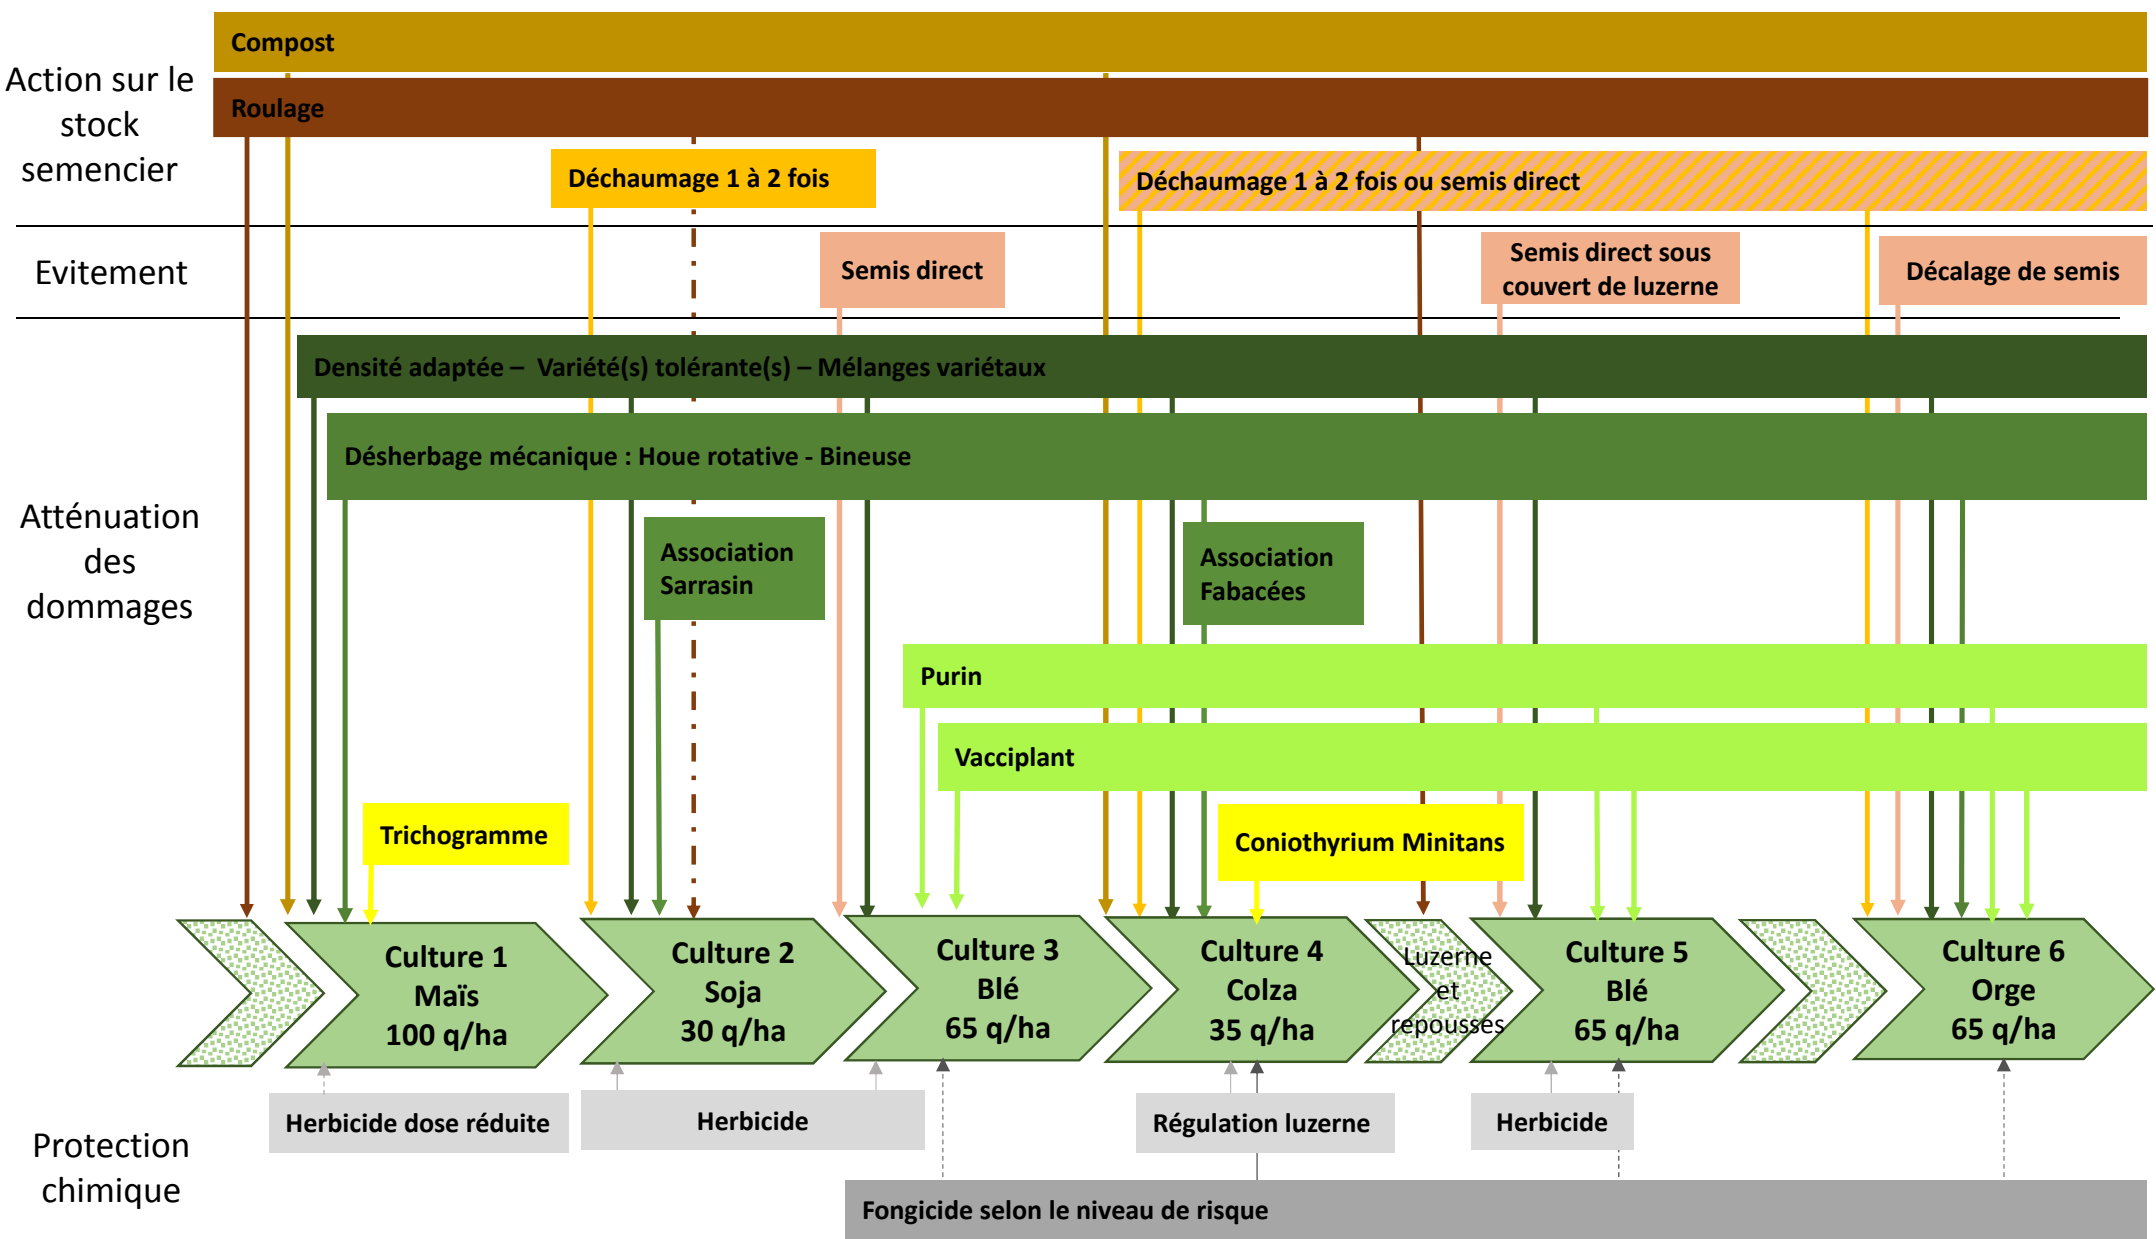 Compost
Action sur le
stock
semencier
Roulage
Déchaumage 1 à 2 fois
Déchaumage 1 à 2 fois ou semis direct
Evitement
Semis direct
Semis direct sous
couvert de luzerne
Décalage de semis
Densité adaptée – Variété(s) tolérante(s) – Mélanges variétaux
Désherbage mécanique : Houe rotative - Bineuse
Atténuation
des
dommages
Association
Sarrasin
Association
Fabacées
Purin
Vacciplant
Trichogramme
Coniothyrium Minitans
Culture 1
Maïs
100 q/ha
Culture 2
Soja
30 q/ha
Culture 3
Blé
65 q/ha
Culture 4
Colza
35 q/ha
Luzerne
et
repousses
Culture 5
Blé
65 q/ha
Culture 6
Orge
65 q/ha
Protection
chimique
Herbicide dose réduite
Herbicide
Régulation luzerne
Herbicide
Fongicide selon le niveau de risque